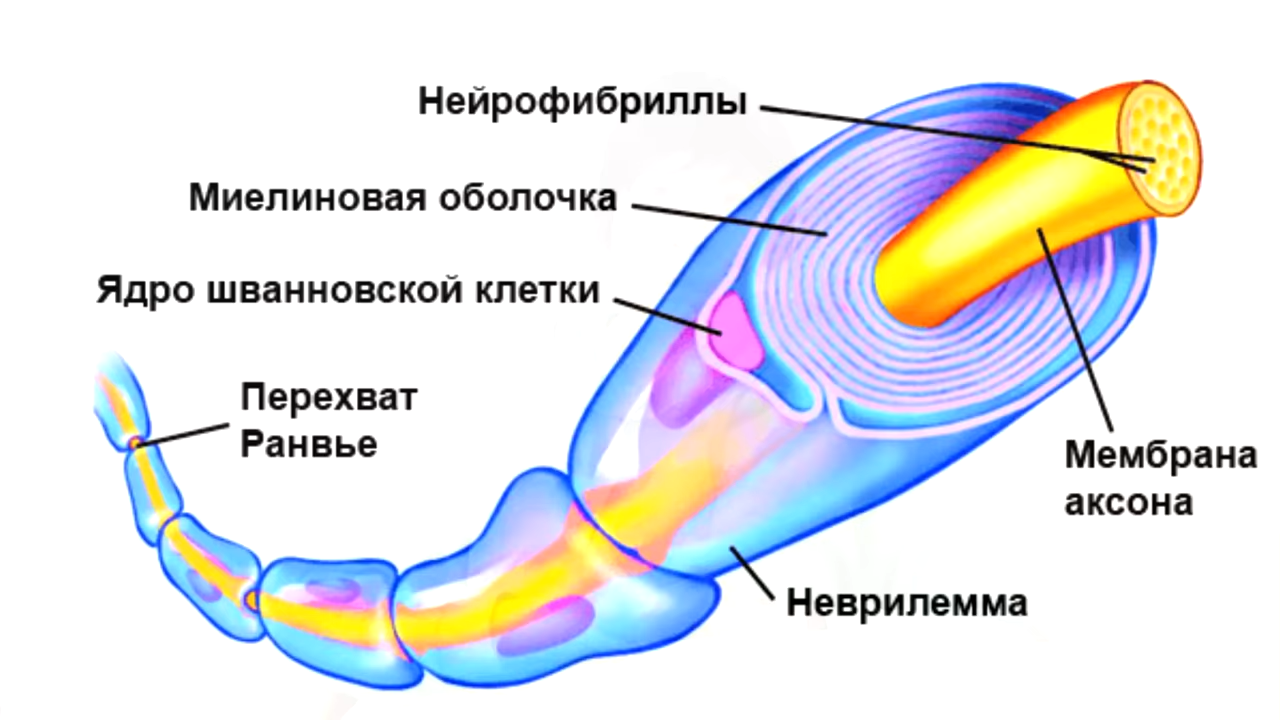 Нейрофибриллы
Миелиновая оболочка
Ядро шванновской клетки
Перехват
Ранвье
Мембрана
аксона
Неврилемма